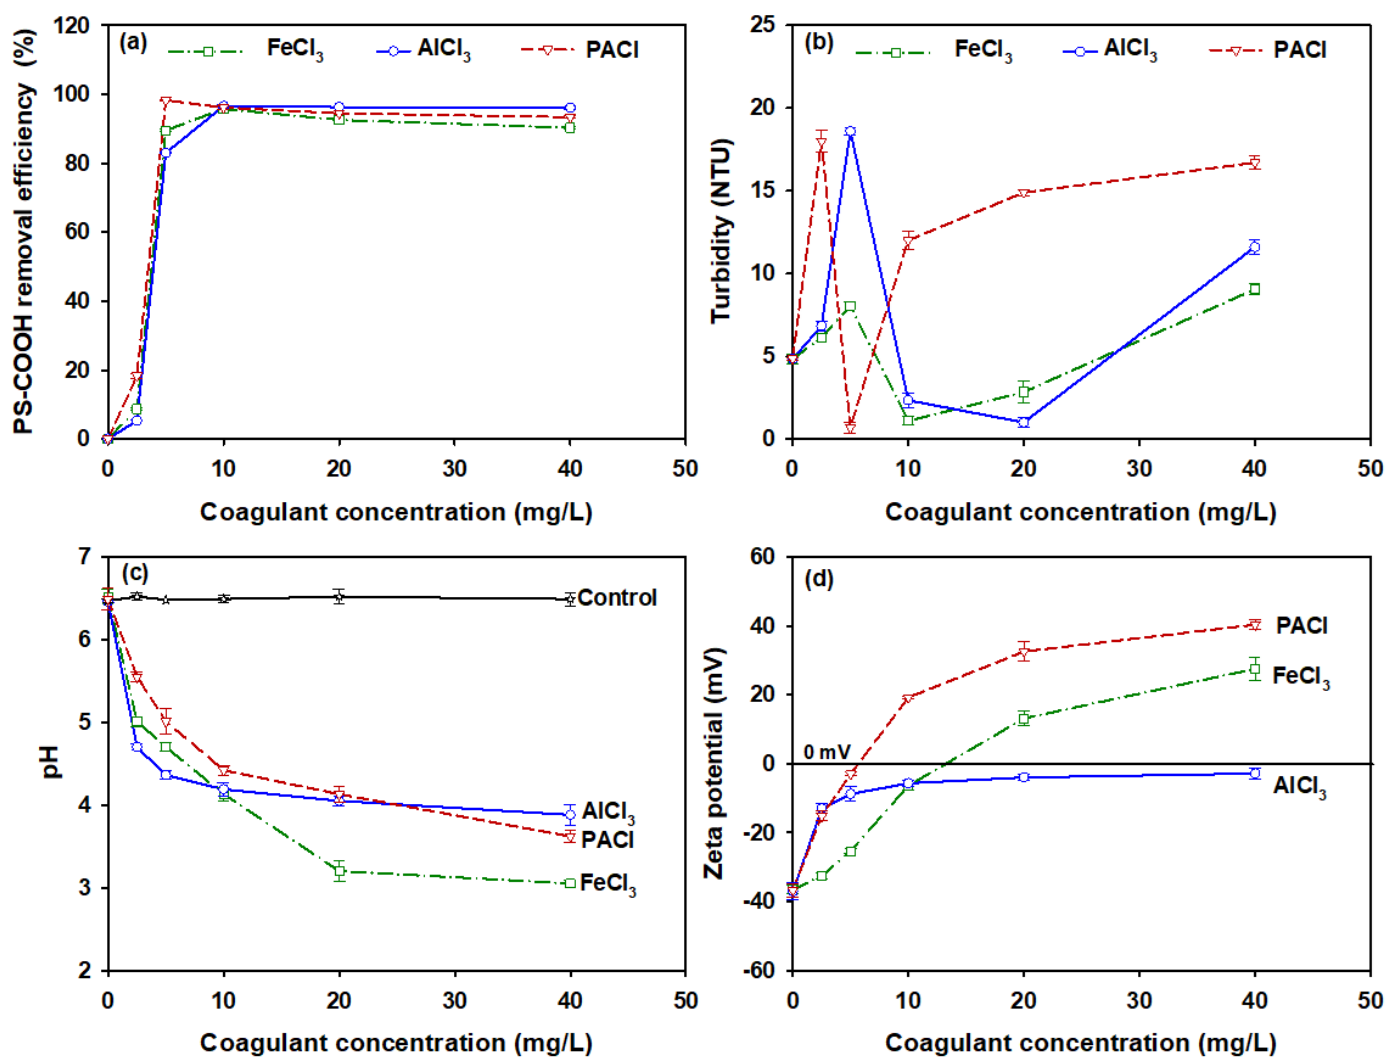 (a)
FeCl3 AlCl3 PACl
PS-COOH removal efficiency (%)
120
100
80
60
40
20
0
0 10 20 30 40 50
Coagulant concentration (mg/L)
(b)
FeCl3 AlCl3 PACl
Turbidity (NTU)
25
20
15
10
5
0
0 10 20 30 40 50
Coagulant concentration (mg/L)
(c)
Control
AlCl3
PACl
FeCl3
pH
7
6
5
4
3
2
0 10 20 30 40 50
Coagulant concentration (mg/L)
(d)
PACl
FeCl3
0 mV
AlCl3
Zeta potential (mV)
60
40
20
0
-20
-40
-60
0 10 20 30 40 50
Coagulant concentration (mg/L)